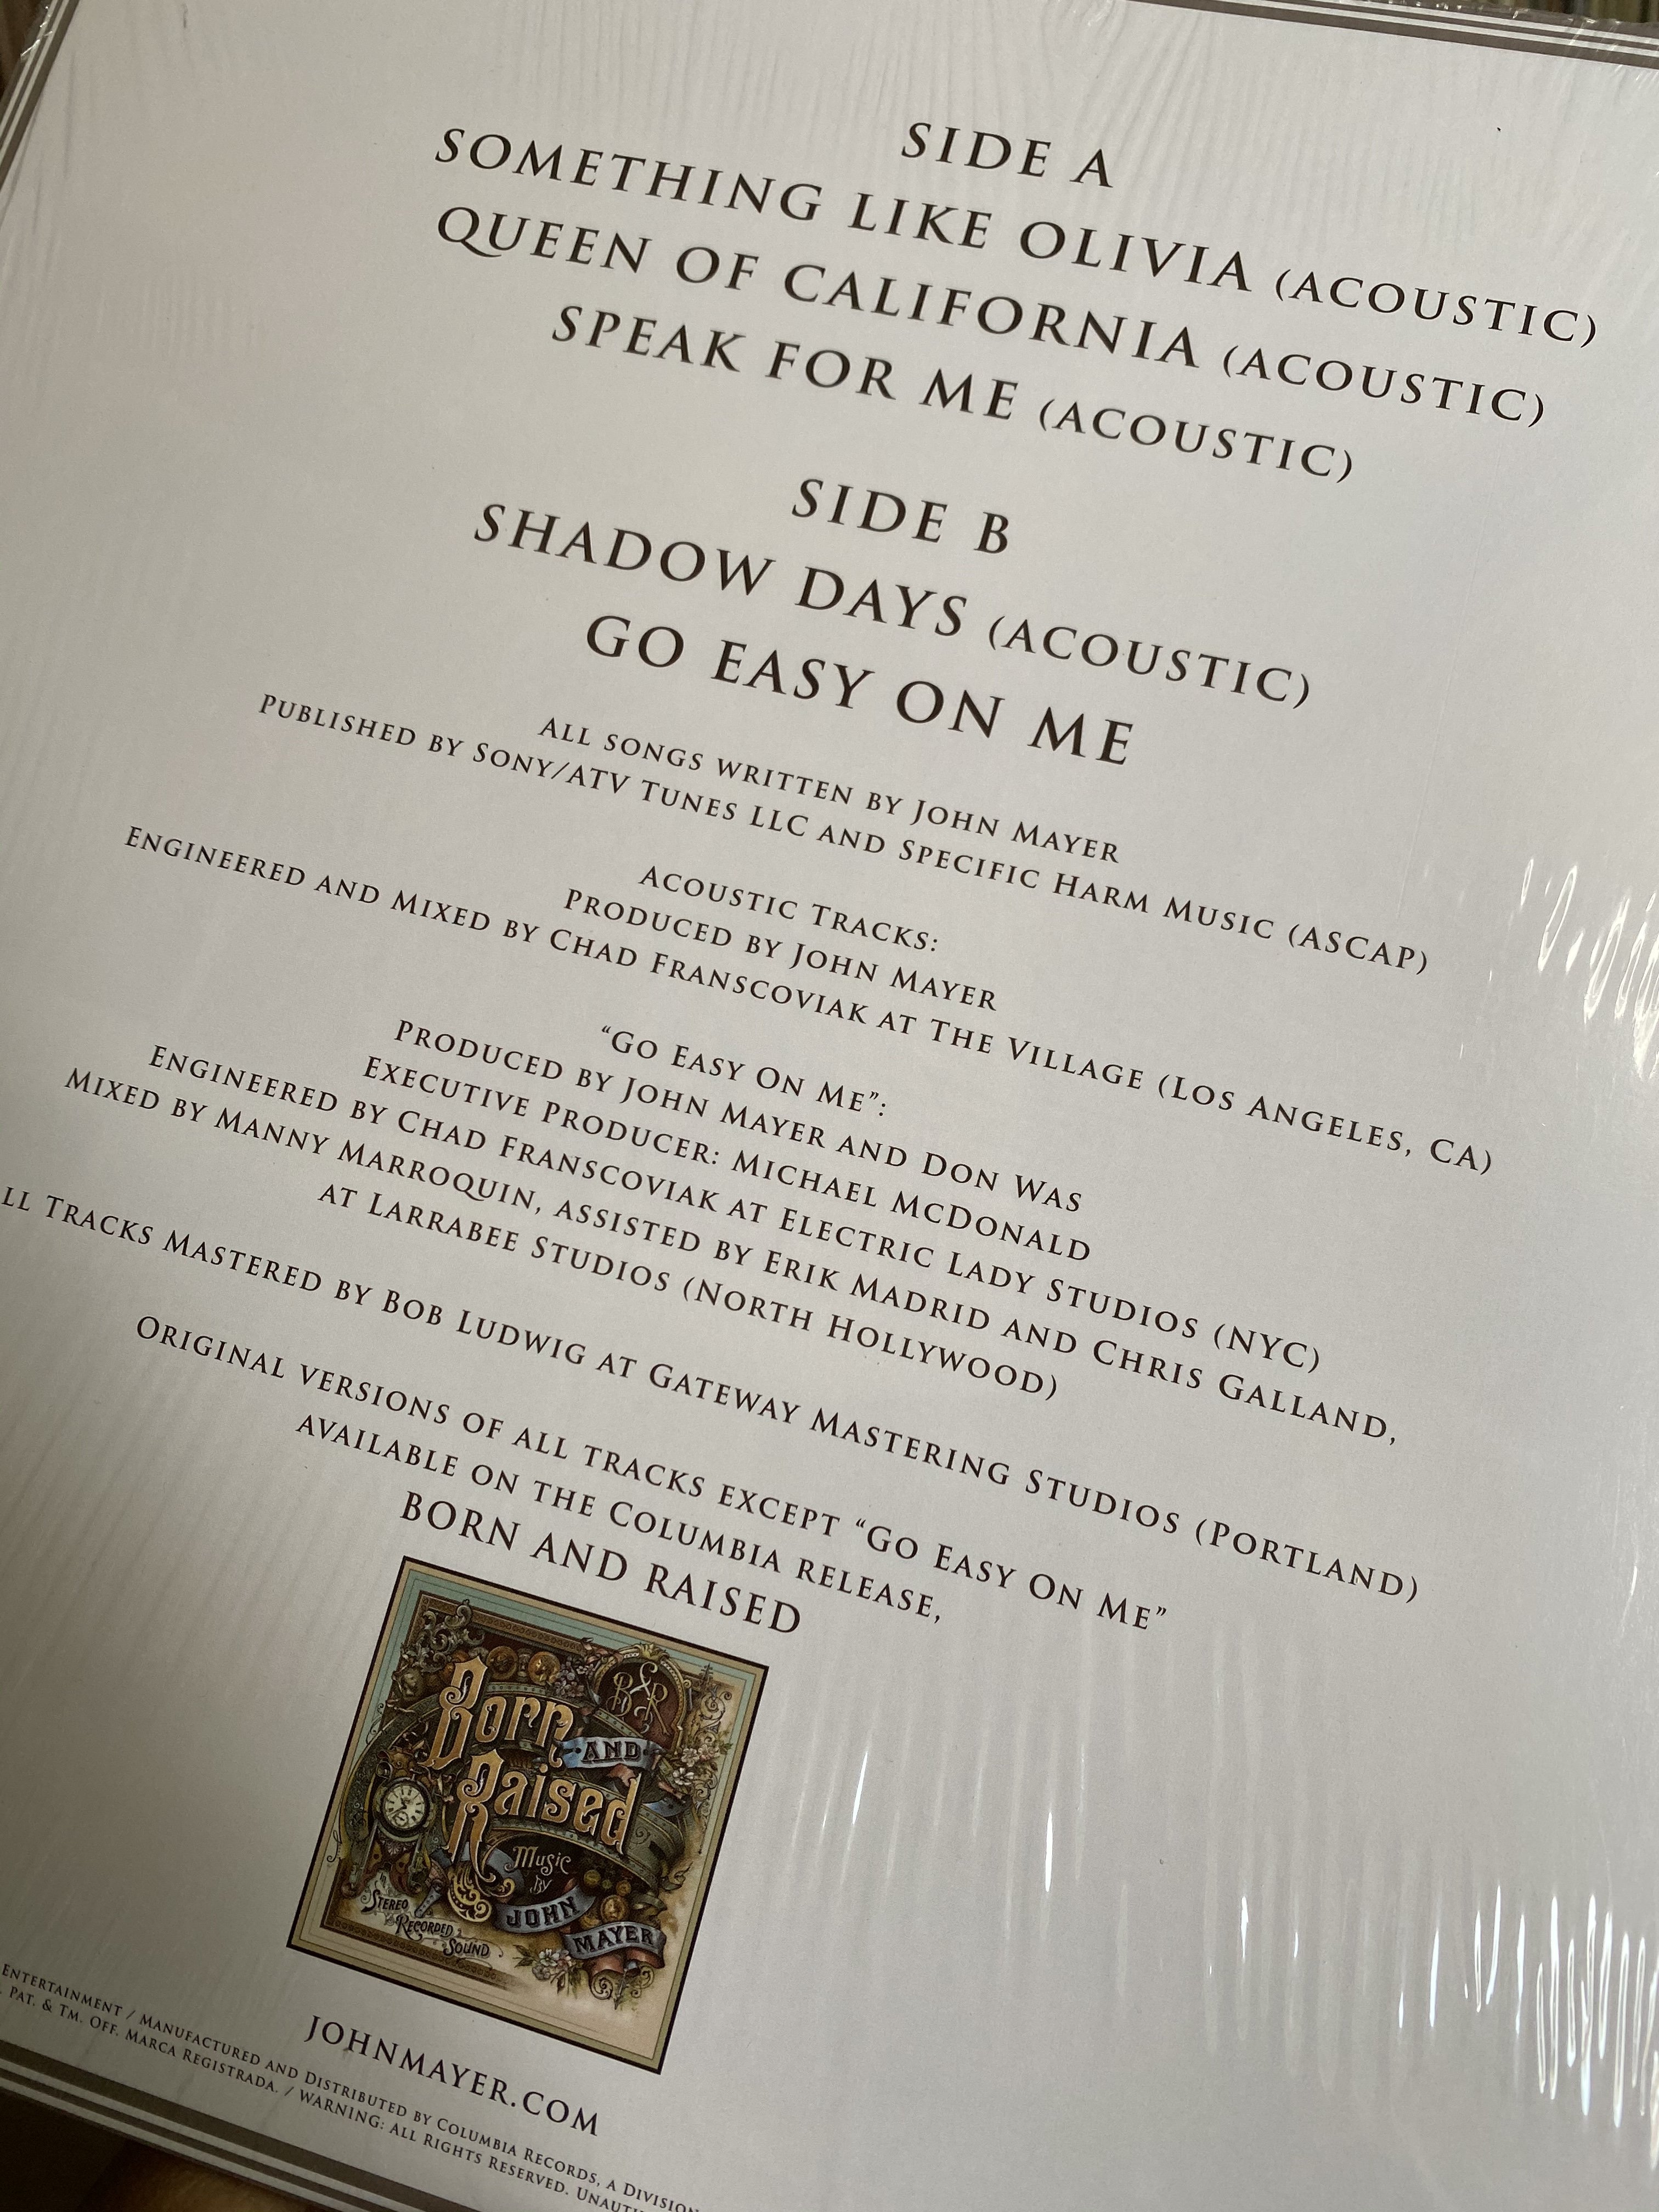 SIDE A
SOMETHING LIKE OLIVIA (ACOUSTIC)
QUEEN OF CALIFORNIA (ACOUSTIC)
SPEAK FOR ME (ACOUSTIC)
SIDE B
SHADOW DAYS (ACOUSTIC)
GO EASY ON ME
ALL SONGS WRITTEN BY JOHN MAYER
PUBLISHED BY SONY/ATV TUNES LLC AND SPECIFIC HARM MUSIC (ASCAP)
ACOUSTIC TRACKS:
PRODUCED BY JOHN MAYER
ENGINEERED AND MIXED BY CHAD FRANSCOVIAK AT THE VILLAGE (LOS ANGELES, CA)
“GO EASY ON ME”:
PRODUCED BY JOHN MAYER AND DON WAS
EXECUTIVE PRODUCER: MICHAEL MCDONALD
ENGINEERED BY CHAD FRANSCOVIAK AT ELECTRIC LADY STUDIOS (NYC)
MIXED BY MANNY MARROQUIN, ASSISTED BY ERIK MADRID AND CHRIS GALLAND,
AT LARRABEE STUDIOS (NORTH HOLLYWOOD)
LL TRACKS MASTERED BY BOB LUDWIG AT GATEWAY MASTERING STUDIOS (PORTLAND)
ORIGINAL VERSIONS OF ALL TRACKS EXCEPT “GO EASY ON ME”
AVAILABLE ON THE COLUMBIA RELEASE,
BORN AND RAISED
B&R
Born
AND
Raised
Music
By
JOHN
MAYER
STEREO
RECORDED
SOUND
JOHNMAYER.COM
ENTERTAINMENT / MANUFACTURED AND DISTRIBUTED BY COLUMBIA RECORDS, A DIVISION
. PAT. & TM. OFF. MARCA REGISTRADA. / WARNING: ALL RIGHTS RESERVED.